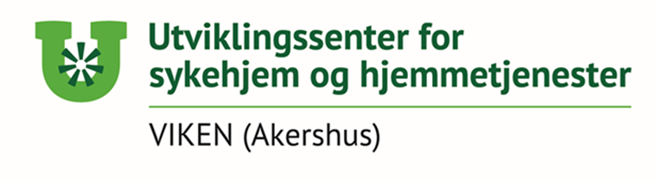 Utviklingssenter for
sykehjem og hjemmetjenester
VIKEN (Akershus)